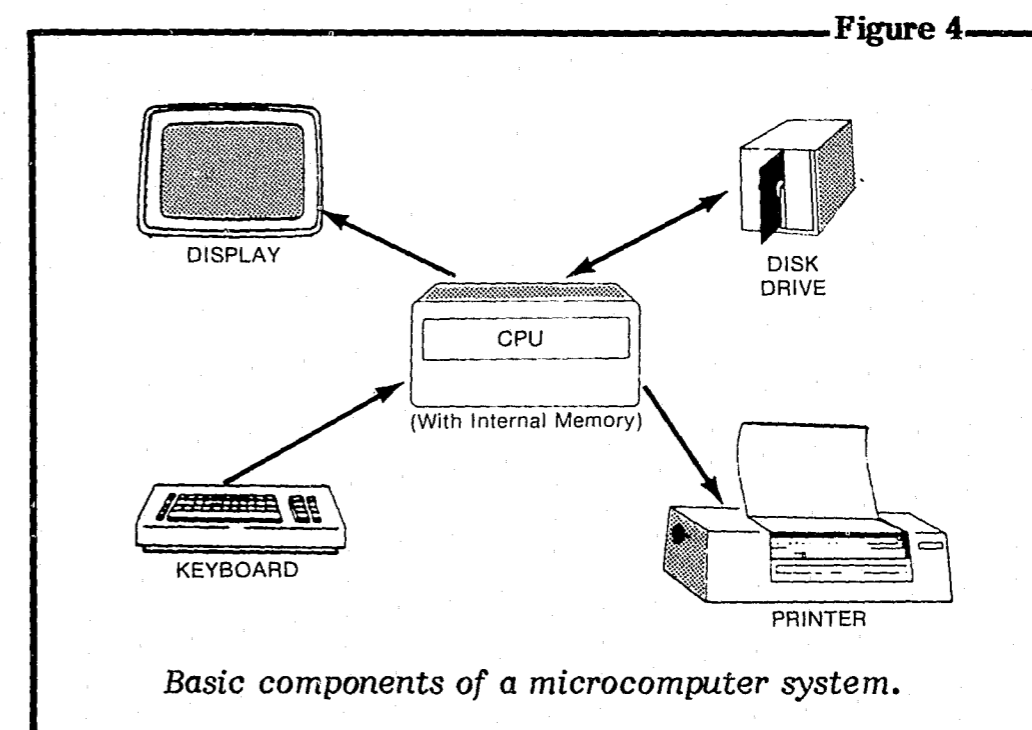 Figure 4
DISPLAY
DISK
DRIVE
CPU
(With Internal Memory)
KEYBOARD
PRINTER
Basic components of a microcomputer system.